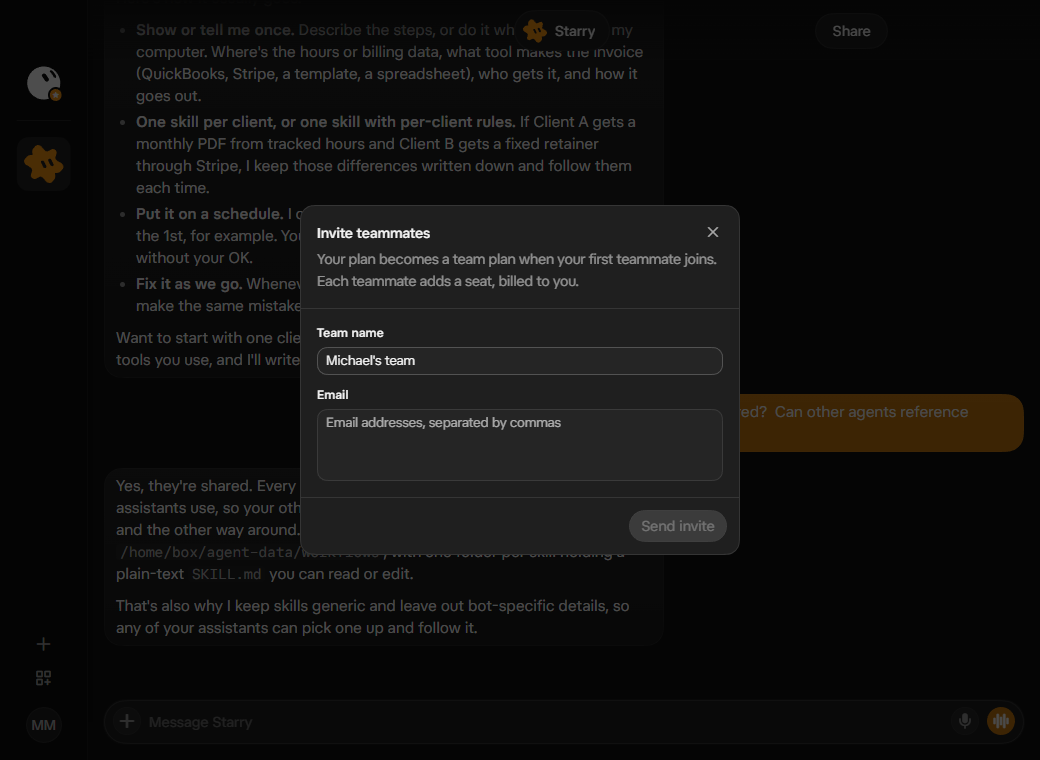 Show or tell me once. Describe the steps, or do it wh
my
Starry
Share
computer. Where's the hours or billing data, what tool makes the invoice
(QuickBooks, Stripe, a template, a spreadsheet), who gets it, and how it
goes out.
One skill per client, or one skill with per-client rules. If Client A gets a
monthly PDF from tracked hours and Client B gets a fixed retainer
through Stripe, I keep those differences written down and follow them
each time.
Put it on a schedule. I
the 1st, for example. You
without your OK.
Fix it as we go. Whenev
make the same mistake
Want to start with one clie
tools you use, and I'll write
Invite teammates
Your plan becomes a team plan when your first teammate joins.
Each teammate adds a seat, billed to you.
Team name
Michael's team
Email
Email addresses, separated by commas
Send invite
ed? Can other agents reference
Yes, they're shared. Every
assistants use, so your oth
and the other way around.
/home/box/agent-data/workflows, with one folder per skill holding a
plain-text SKILL.md you can read or edit.
That's also why I keep skills generic and leave out bot-specific details, so
any of your assistants can pick one up and follow it.
MM
Message Starry